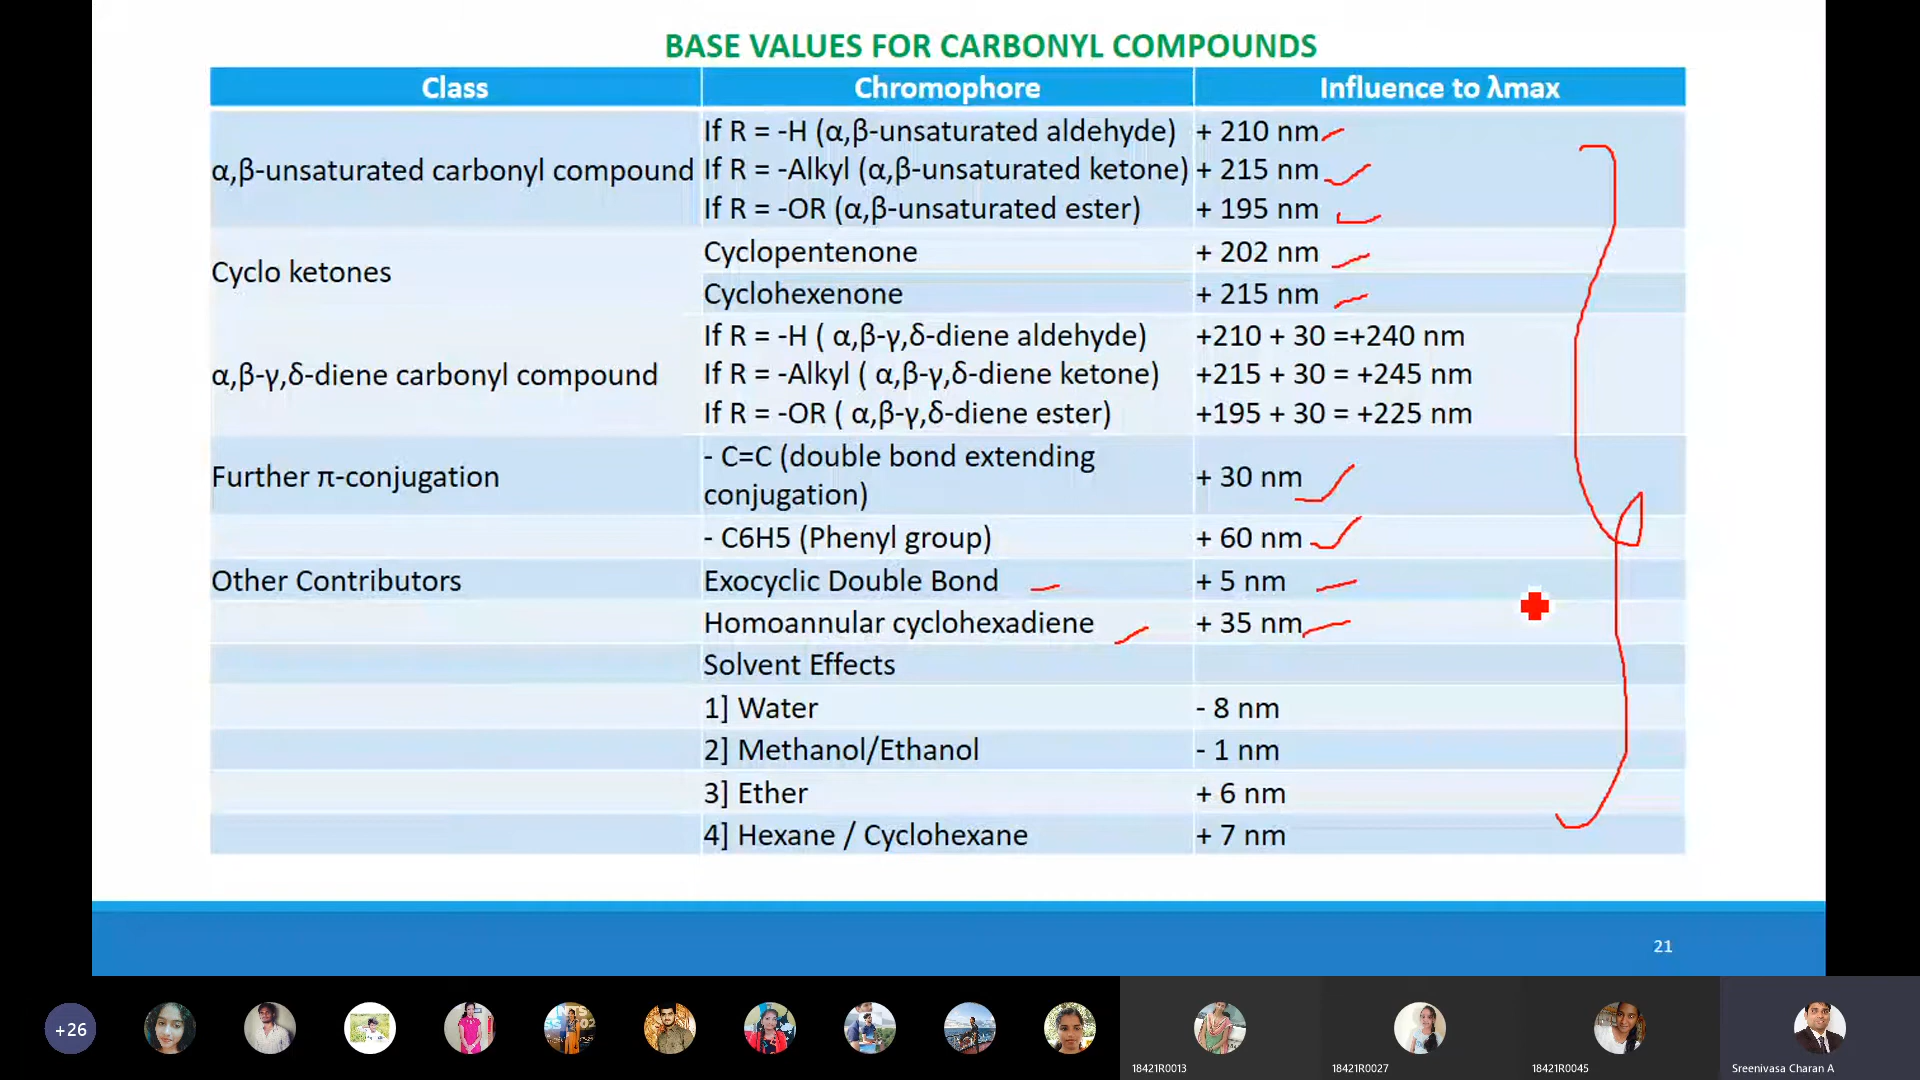 BASE VALUES FOR CARBONYL COMPOUNDS
Class Chromophore Influence to λmax
α,β-unsaturated carbonyl compound
If R = -H (α,β-unsaturated aldehyde) + 210 nm
If R = -Alkyl (α,β-unsaturated ketone) + 215 nm
If R = -OR (α,β-unsaturated ester) + 195 nm
Cyclo ketones
Cyclopentenone + 202 nm
Cyclohexenone + 215 nm
α,β-γ,δ-diene carbonyl compound
If R = -H ( α,β-γ,δ-diene aldehyde) +210 + 30 =+240 nm
If R = -Alkyl ( α,β-γ,δ-diene ketone) +215 + 30 = +245 nm
If R = -OR ( α,β-γ,δ-diene ester) +195 + 30 = +225 nm
Further π-conjugation
- C=C (double bond extending
conjugation) + 30 nm
- C6H5 (Phenyl group) + 60 nm
Other Contributors Exocyclic Double Bond + 5 nm
Homoannular cyclohexadiene + 35 nm
Solvent Effects
1] Water - 8 nm
2] Methanol/Ethanol - 1 nm
3] Ether + 6 nm
4] Hexane / Cyclohexane + 7 nm
21
+26
18421R0013 18421R0027 18421R0045 Sreenivasa Charan A